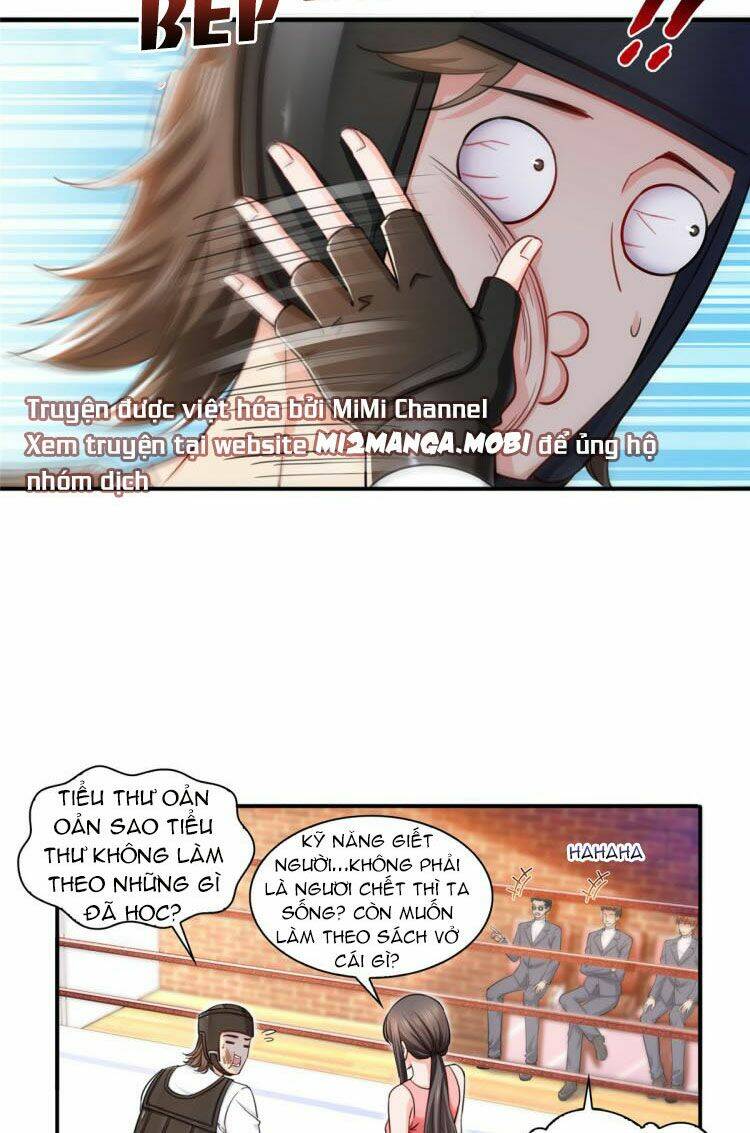 BẸP
!!
Truyện được việt hóa bởi MiMi Channel
Xem truyện tại website MI2MANGA.MOBI để ủng hộ
nhóm dịch
TIỂU THƯ OẢN
OẢN SAO TIỂU
THƯ KHÔNG LÀM
THEO NHỮNG GÌ
ĐÃ HỌC?
KỸ NĂNG GIẾT
NGƯỜI...KHÔNG PHẢI
LÀ NGƯƠI CHẾT THÌ TA
SỐNG? CÒN MUỐN
LÀM THEO SÁCH VỞ
CÁI GÌ?
HAHAHA